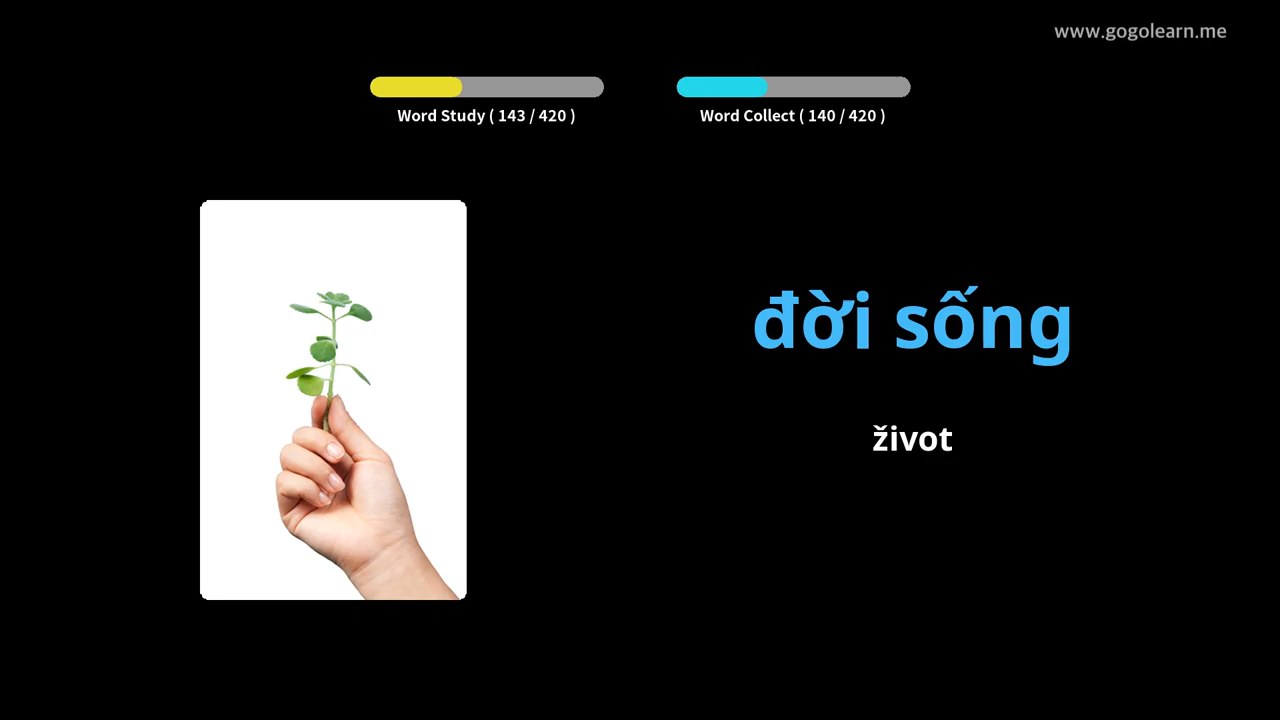 www.gogolearn.me
Word Study ( 143 / 420 )
Word Collect ( 140 / 420 )
đời sống
život